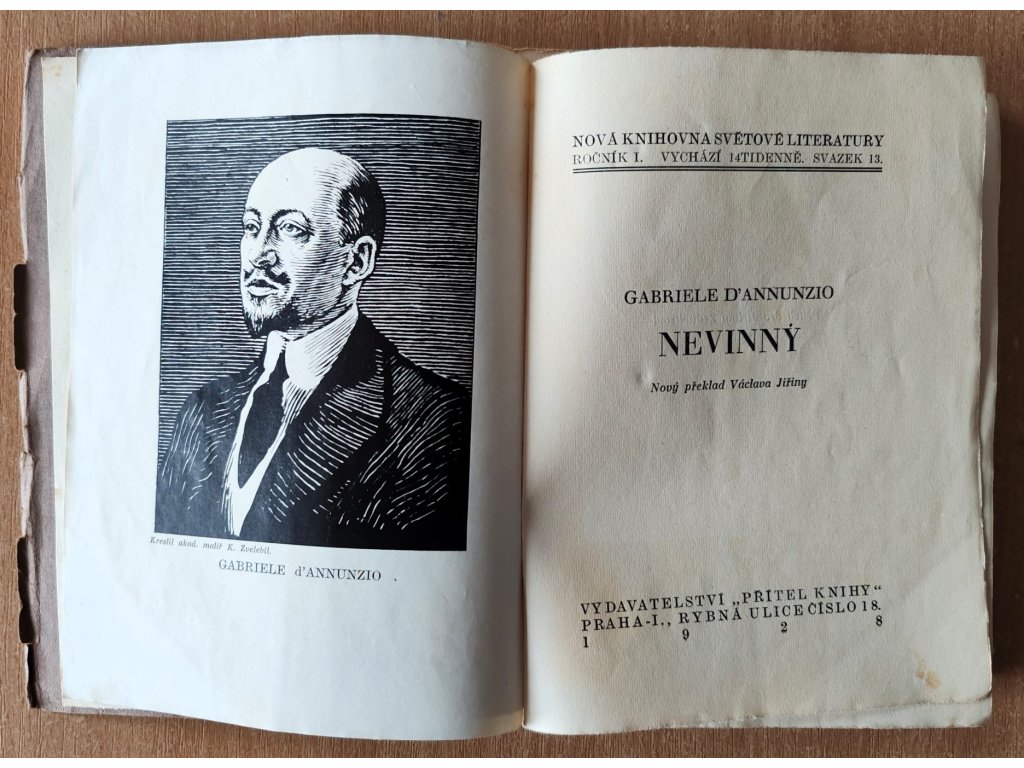 Kreslil akad. malíř K. Zvelebil.
GABRIELE d'ANNUNZIO
NOVÁ KNIHOVNA SVĚTOVÉ LITERATURY
ROČNÍK I. VYCHÁZÍ 14TIDENNĚ. SVAZEK 13.
GABRIELE D'ANNUNZIO
NEVINNÝ
Nový překlad Václava Jiřiny
VYDAVATELSTVÍ „PŘÍTEL KNIHY“
PRAHA-I., RYBNÁ ULICE ČÍSLO 18.
1 9 2 8